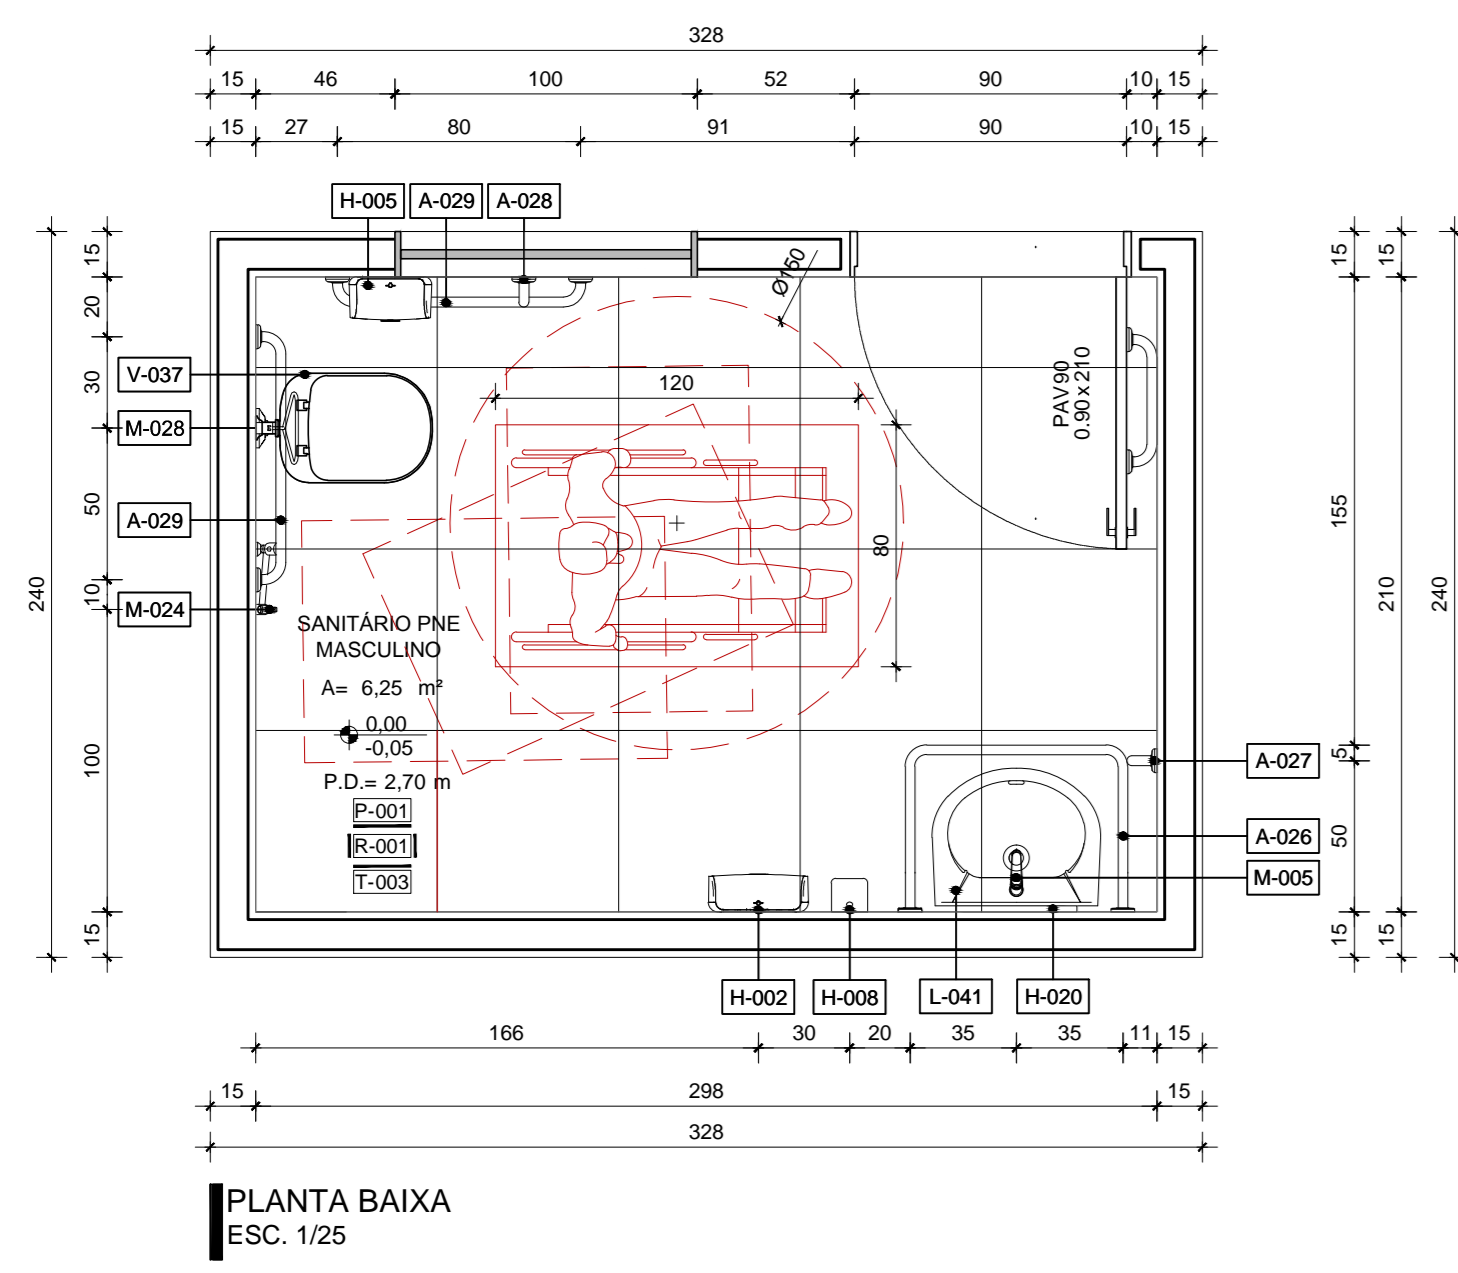 328
15 46 100 52 90 10 15
15 27 80 91 90 10 15
H-005 A-029 A-028
15
20
30
50
10
100
15
240
V-037
M-028
A-029
M-024
Ø150
120
80
PAV90
0.90 x 210
SANITÁRIO PNE
MASCULINO
A= 6,25 m²
0,00
-0,05
P.D.= 2,70 m
P-001
R-001
T-003
15
155
5
50
15
15
210
15
240
A-027
A-026
M-005
H-002 H-008 L-041 H-020
166 30 20 35 35 11 15
15 298 15
328
PLANTA BAIXA
ESC. 1/25